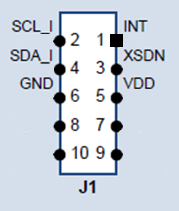 SCL_I INT
2 1
SDA_I XSDN
4 3
GND VDD
6 5
8 7
10 9
J1